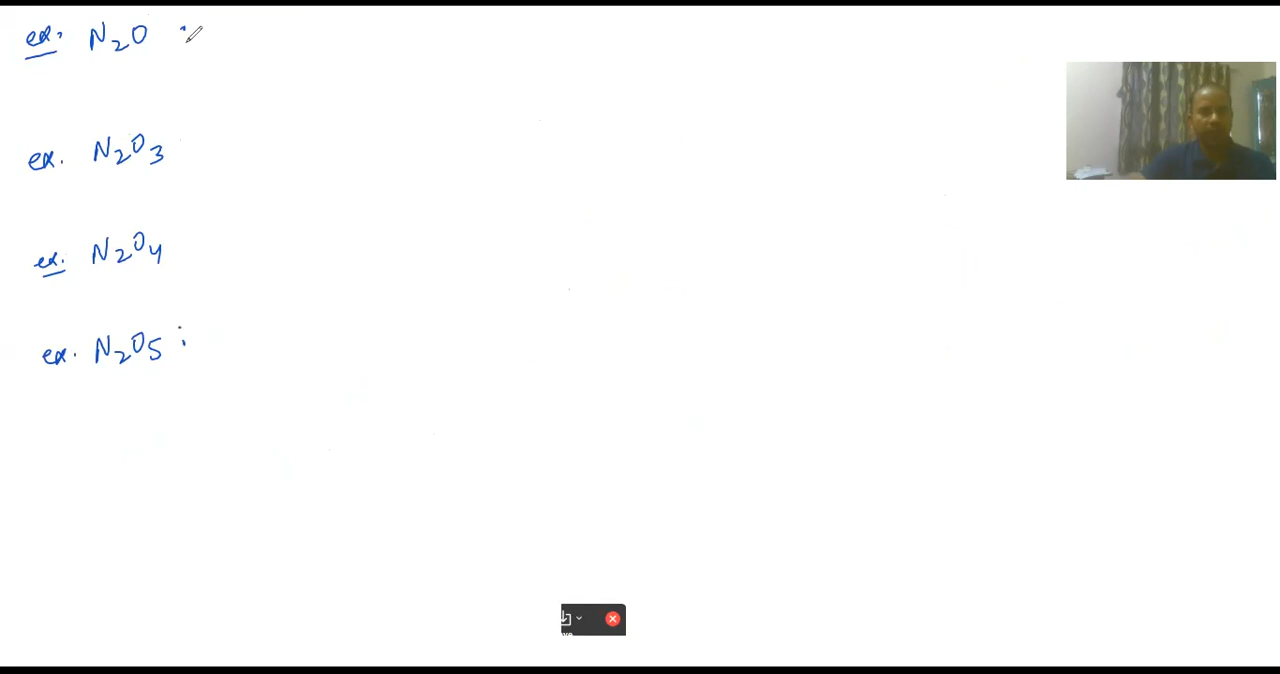 ex. N₂O :
ex. N₂O₃
ex. N₂O₄
ex. N₂O₅ :